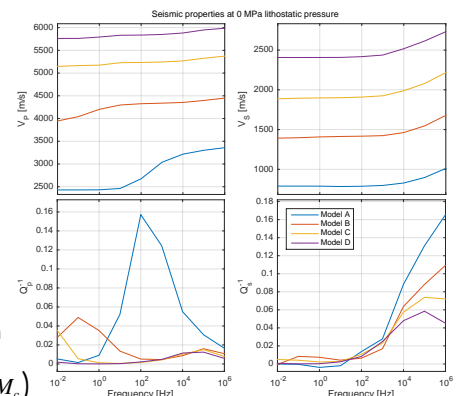 Seismic properties at 0 MPa lithostatic pressure
6000
5500
5000
4500
4000
3500
3000
2500
V_P [m/s]
2500
2000
1500
1000
V_S [m/s]
0.16
0.14
0.12
0.1
0.08
0.06
0.04
0.02
0
Q_p^-1
10^-2 10^0 10^2 10^4 10^6
Frequency [Hz]
0.18
0.16
0.14
0.12
0.1
0.08
0.06
0.04
0.02
0
Q_s^-1
Model A
Model B
Model C
Model D
10^-2 10^0 10^2 10^4 10^6
Frequency [Hz]
M_s)